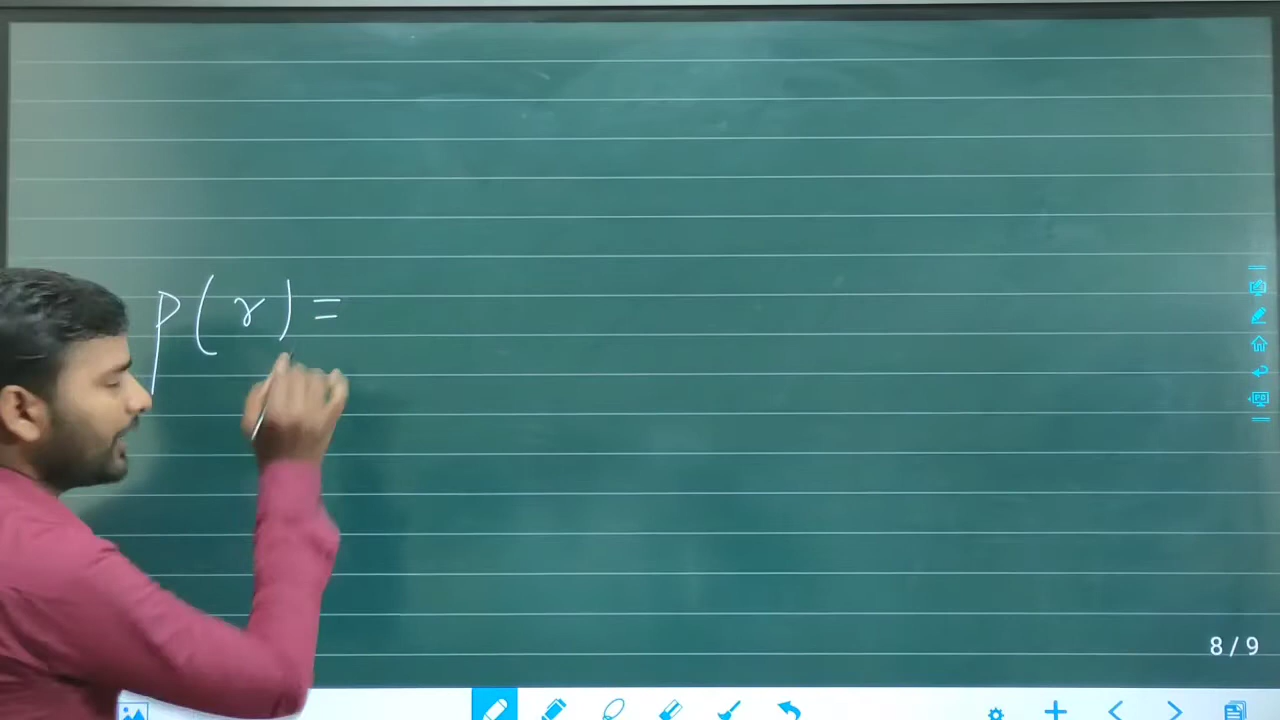 P(r) =
8 / 9